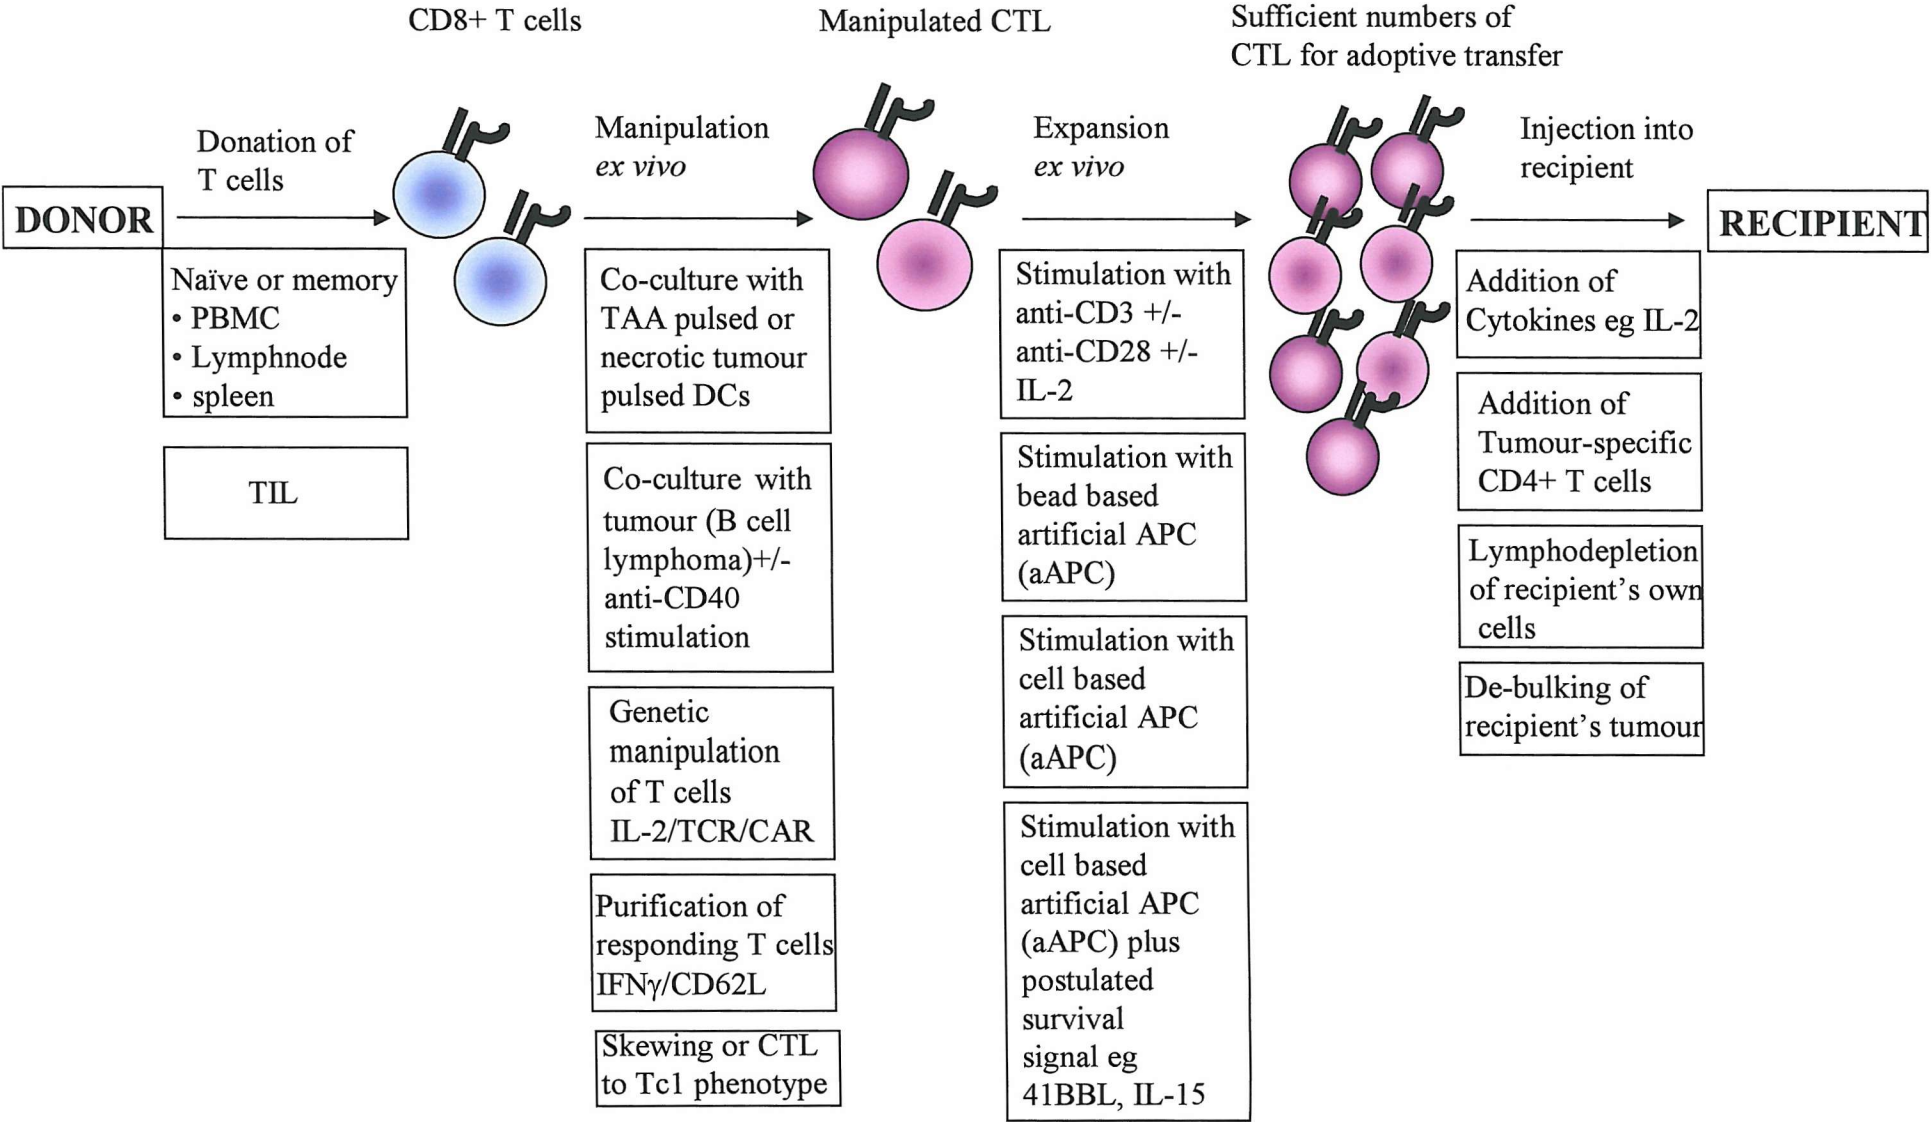 CD8+ T cells
Manipulated CTL
Sufficient numbers of
CTL for adoptive transfer
Donation of
T cells
Manipulation
ex vivo
Expansion
ex vivo
Injection into
recipient
DONOR
RECIPIENT
Naïve or memory
• PBMC
• Lymphnode
• spleen
TIL
Co-culture with
TAA pulsed or
necrotic tumour
pulsed DCs
Co-culture with
tumour (B cell
lymphoma)+/-
anti-CD40
stimulation
Genetic
manipulation
of T cells
IL-2/TCR/CAR
Purification of
responding T cells
IFNγ/CD62L
Skewing or CTL
to Tc1 phenotype
Stimulation with
anti-CD3 +/-
anti-CD28 +/-
IL-2
Stimulation with
bead based
artificial APC
(aAPC)
Stimulation with
cell based
artificial APC
(aAPC)
Stimulation with
cell based
artificial APC
(aAPC) plus
postulated
survival
signal eg
41BBL, IL-15
Addition of
Cytokines eg IL-2
Addition of
Tumour-specific
CD4+ T cells
Lymphodepletion
of recipient’s own
cells
De-bulking of
recipient’s tumour